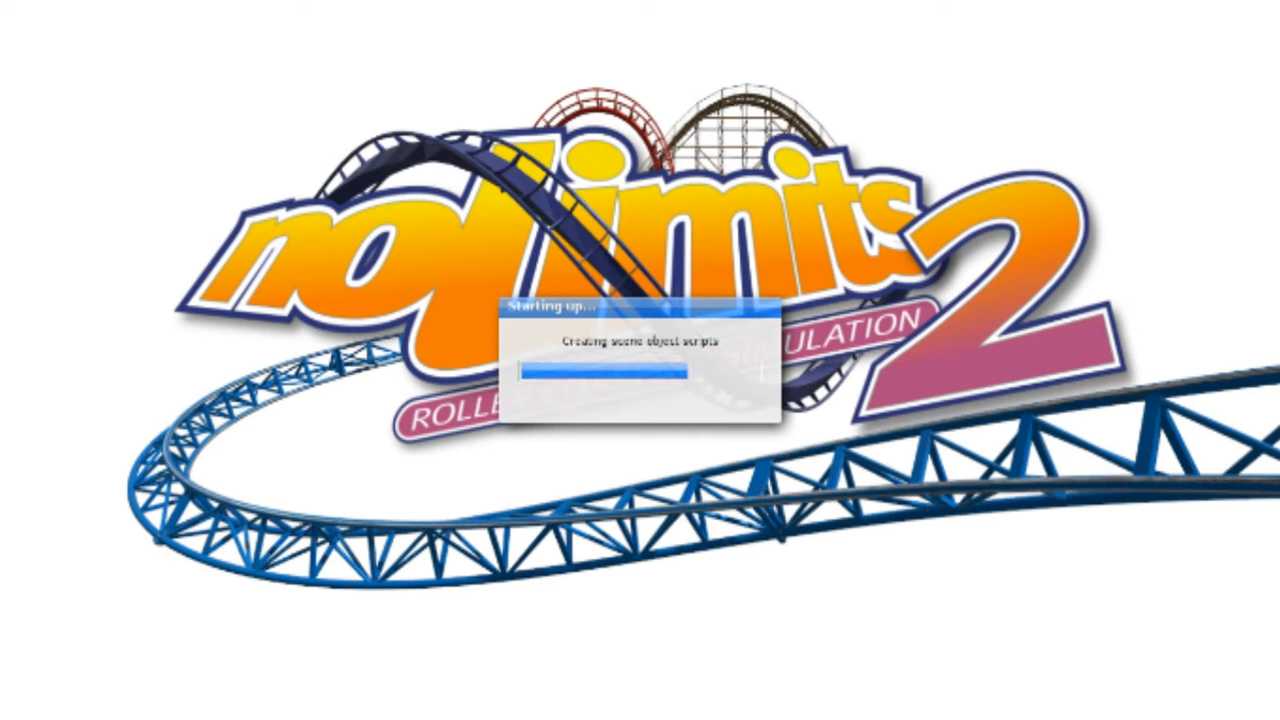 nolimits 2
ROLLE ULATION
Starting up...
Creating scene object scripts